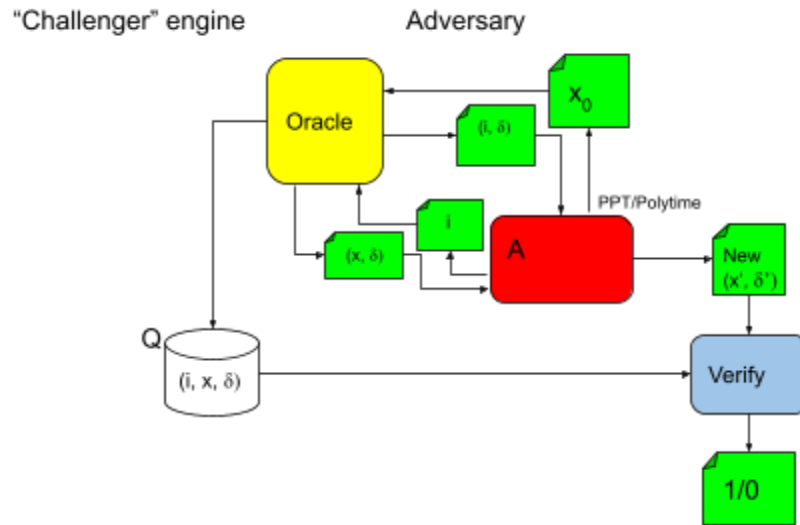 “Challenger” engine
Adversary
Oracle
x0
(i, δ)
PPT/Polytime
i
(x, δ)
A
New
(x', δ')
Q
(i, x, δ)
Verify
1/0